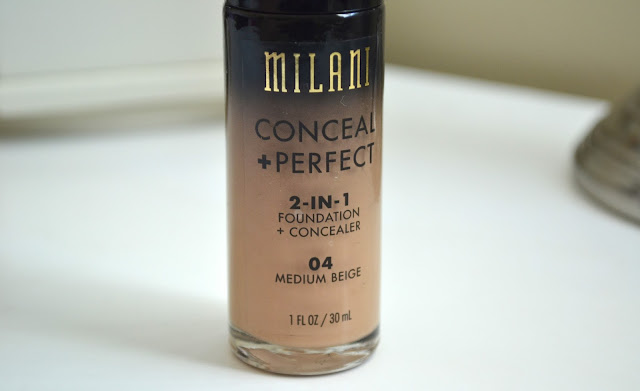 MILANI
CONCEAL
+PERFECT
2-IN-1
FOUNDATION
+ CONCEALER
04
MEDIUM BEIGE
1 FL OZ / 30 mL